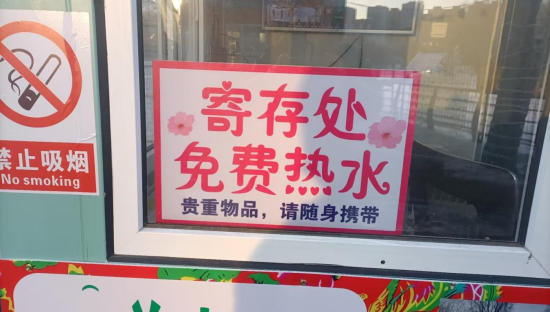 寄存处
免费热水
贵重物品，请随身携带
禁止吸烟
No smoking